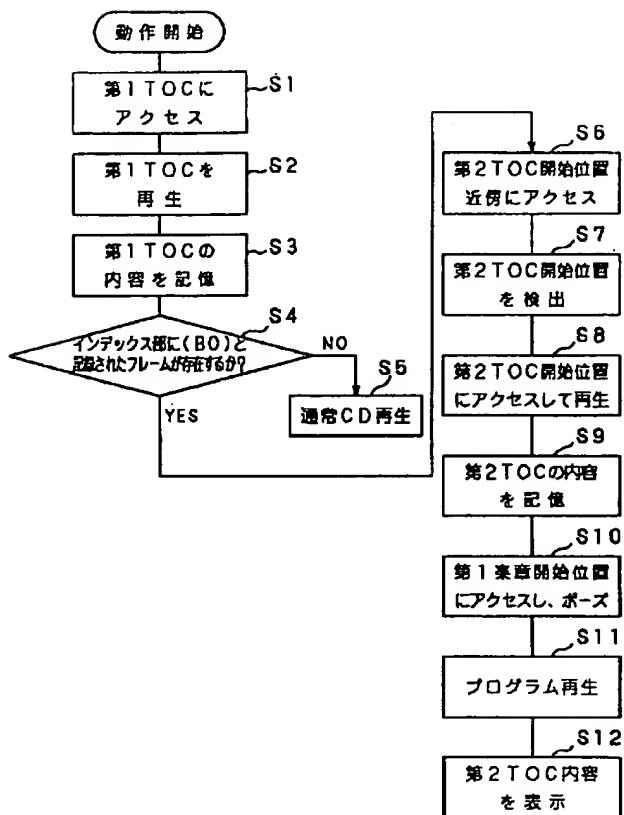 動作開始
S1
第1TOCに
アクセス
S2
第1TOCを
再生
S3
第1TOCの
内容を記憶
S4
インデックス部に(B0)と
記録されたフレームが存在するか?
NO
YES
S5
通常CD再生
S6
第2TOC開始位置
近傍にアクセス
S7
第2TOC開始位置
を検出
S8
第2TOC開始位置
にアクセスして再生
S9
第2TOCの内容
を記憶
S10
第1楽章開始位置
にアクセスし、ポーズ
S11
プログラム再生
S12
第2TOC内容
を表示